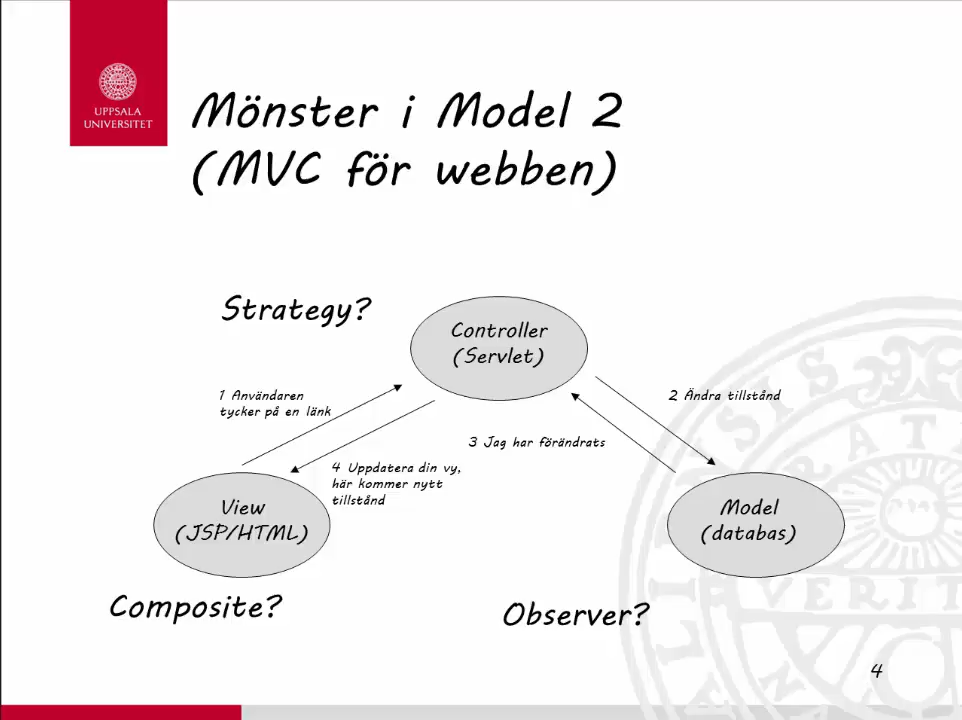 UPPSALA
UNIVERSITET
Mönster i Model 2
(MVC för webben)
Strategy?
Controller
(Servlet)
1 Användaren
tycker på en länk
2 Ändra tillstånd
3 Jag har förändrats
4 Uppdatera din vy,
här kommer nytt
tillstånd
View
(JSP/HTML)
Model
(databas)
Composite?
Observer?
4